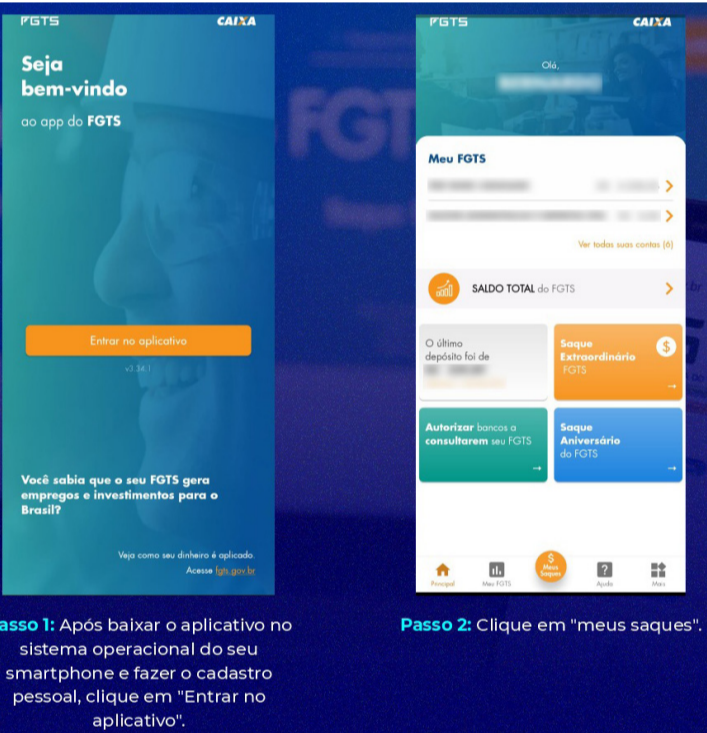 FGTS
CAIXA
Seja
bem-vindo
ao app do FGTS
Entrar no aplicativo
v3.34.1
Você sabia que o seu FGTS gera
empregos e investimentos para o
Brasil?
Veja como seu dinheiro é aplicado.
Acesse fgts.gov.br
asso 1: Após baixar o aplicativo no
sistema operacional do seu
smartphone e fazer o cadastro
pessoal, clique em "Entrar no
aplicativo".
FGT
FGTS
CAIXA
Olá,
Meu FGTS
Ver todas suas contas (6)
SALDO TOTAL do FGTS
O último
depósito foi de
Saque
Extraordinário
FGTS
$
Autorizar bancos a
consultarem seu FGTS
Saque
Aniversário
do FGTS
Principal
Meu FGTS
$
Meus
Saques
?
Ajuda
Mais
Passo 2: Clique em "meus saques".